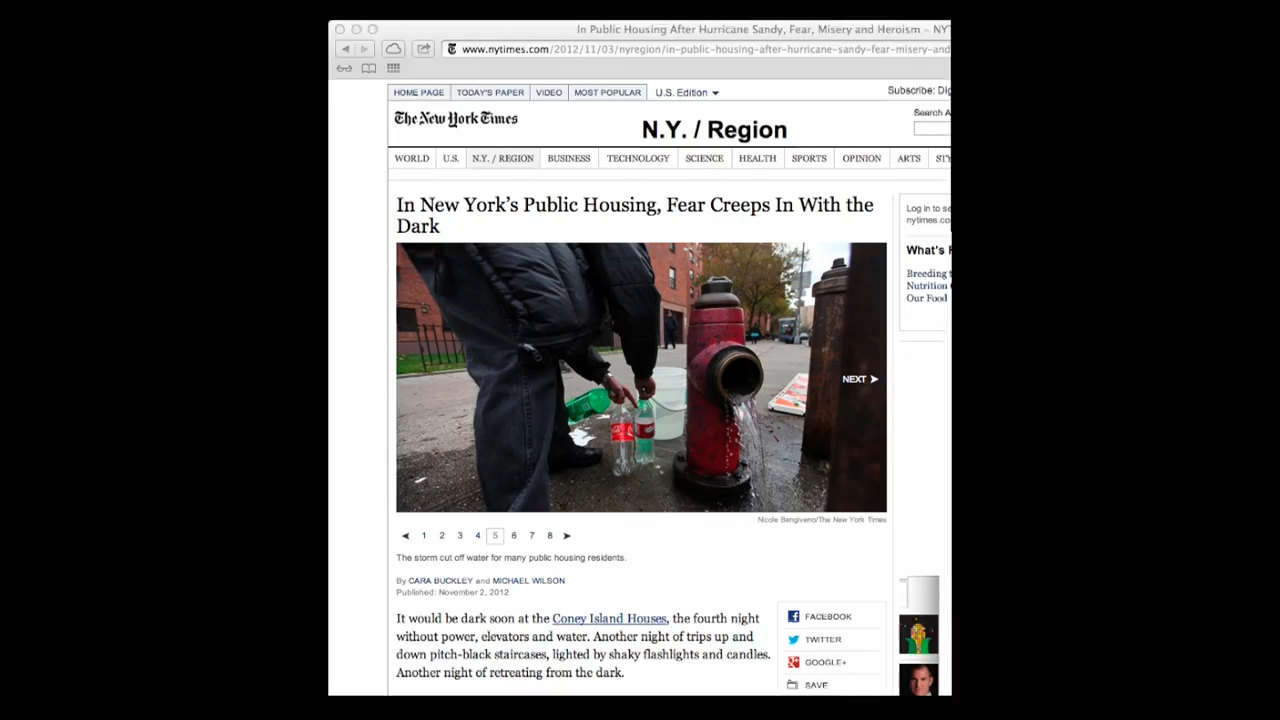 In Public Housing After Hurricane Sandy, Fear, Misery and Heroism – NY
www.nytimes.com/2012/11/03/nyregion/in-public-housing-after-hurricane-sandy-fear-misery-and
HOME PAGE TODAY'S PAPER VIDEO MOST POPULAR U.S. Edition
Subscribe:
The New York Times
N.Y. / Region
Search
WORLD U.S. N.Y. / REGION BUSINESS TECHNOLOGY SCIENCE HEALTH SPORTS OPINION ARTS
In New York's Public Housing, Fear Creeps In With the
Dark
Log in to
nytimes.co
What's
Breeding
Nutrition
Our Food
NEXT
Nicole Bengiveno/The New York Times
1 2 3 4 5 6 7 8
The storm cut off water for many public housing residents.
By CARA BUCKLEY and MICHAEL WILSON
Published: November 2, 2012
It would be dark soon at the Coney Island Houses, the fourth night
without power, elevators and water. Another night of trips up and
down pitch-black staircases, lighted by shaky flashlights and candles.
Another night of retreating from the dark.
FACEBOOK
TWITTER
GOOGLE+
SAVE